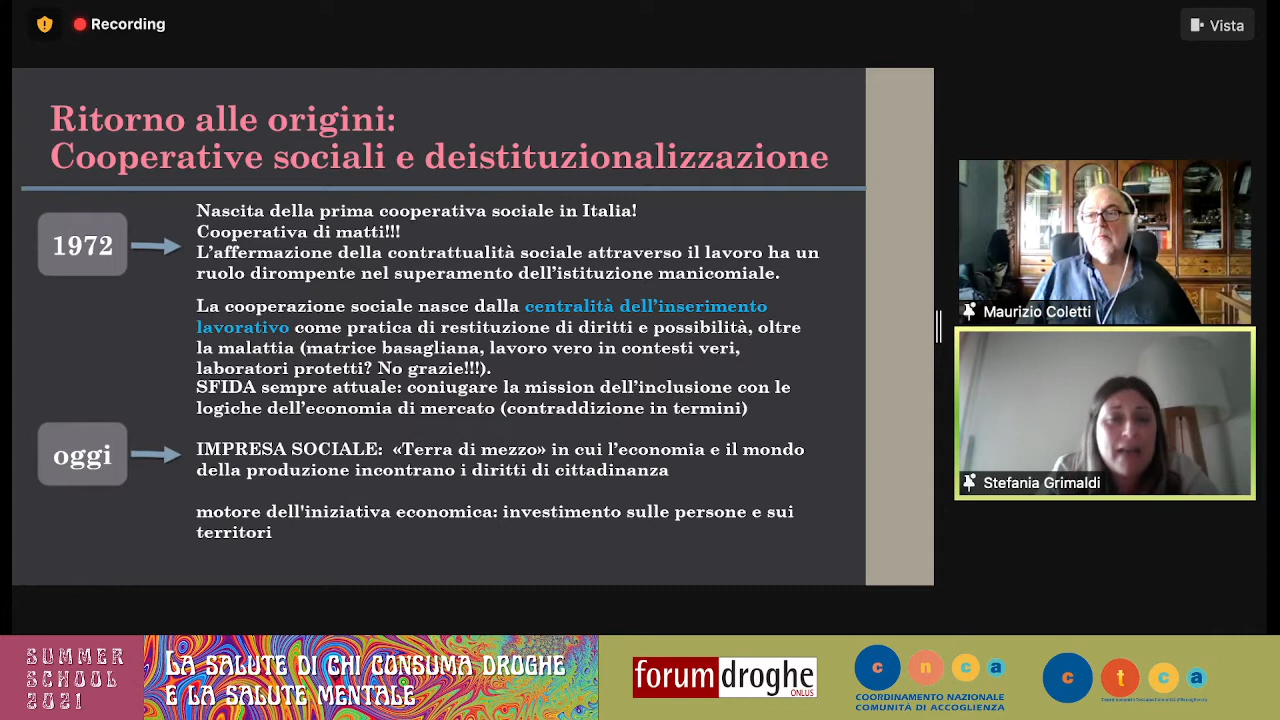 Recording
Vista
Ritorno alle origini:
Cooperative sociali e deistituzionalizzazione
1972
Nascita della prima cooperativa sociale in Italia!
Cooperativa di matti!!!
L'affermazione della contrattualità sociale attraverso il lavoro ha un
ruolo dirompente nel superamento dell'istituzione manicomiale.
La cooperazione sociale nasce dalla centralità dell'inserimento
lavorativo come pratica di restituzione di diritti e possibilità, oltre
la malattia (matrice basagliana, lavoro vero in contesti veri,
laboratori protetti? No grazie!!!).
SFIDA sempre attuale: coniugare la mission dell'inclusione con le
logiche dell'economia di mercato (contraddizione in termini)
oggi
IMPRESA SOCIALE: «Terra di mezzo» in cui l'economia e il mondo
della produzione incontrano i diritti di cittadinanza
motore dell'iniziativa economica: investimento sulle persone e sui
territori
Maurizio Coletti
Stefania Grimaldi
SUMMER
SCHOOL
2021
LA SALUTE DI CHI CONSUMA DROGHE
E LA SALUTE MENTALE
forumdroghe
ONLUS
cnca
COORDINAMENTO NAZIONALE
COMUNITÀ DI ACCOGLIENZA
ctca